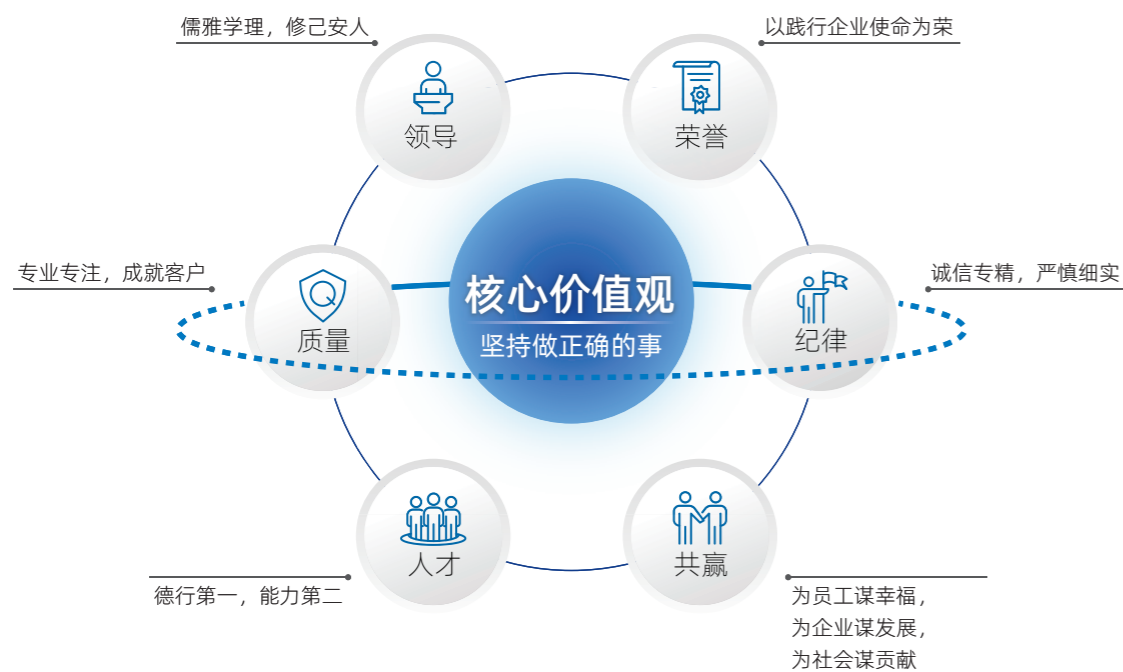 儒雅学理，修己安人
以践行企业使命为荣
领导
荣誉
专业专注，成就客户
诚信专精，严慎细实
核心价值观
质量
坚持做正确的事
纪律
人才
共赢
德行第一，能力第二
为员工谋幸福，
为企业谋发展，
为社会谋贡献